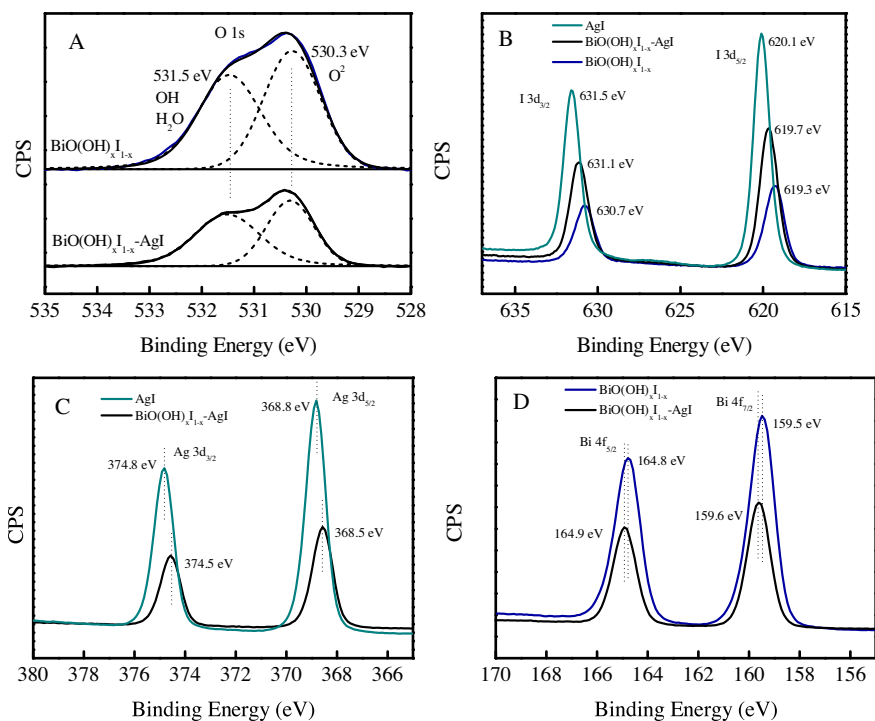 A
O 1s
530.3 eV
O²
531.5 eV
OH
H₂O
BiO(OH)ₓI₁₋ₓ
BiO(OH)ₓI₁₋ₓ-AgI
CPS
535 534 533 532 531 530 529 528
Binding Energy (eV)
B
AgI
BiO(OH)ₓI₁₋ₓ-AgI
BiO(OH)ₓI₁₋ₓ
I 3d₃/₂
I 3d₅/₂
620.1 eV
631.5 eV
619.7 eV
631.1 eV
619.3 eV
630.7 eV
CPS
635 630 625 620 615
Binding Energy (eV)
C
AgI
BiO(OH)ₓI₁₋ₓ-AgI
Ag 3d₅/₂
368.8 eV
Ag 3d₃/₂
374.8 eV
368.5 eV
374.5 eV
CPS
380 378 376 374 372 370 368 366
Binding Energy (eV)
D
BiO(OH)ₓI₁₋ₓ
BiO(OH)ₓI₁₋ₓ-AgI
Bi 4f₇/₂
159.5 eV
Bi 4f₅/₂
164.8 eV
159.6 eV
164.9 eV
CPS
170 168 166 164 162 160 158 156
Binding Energy (eV)